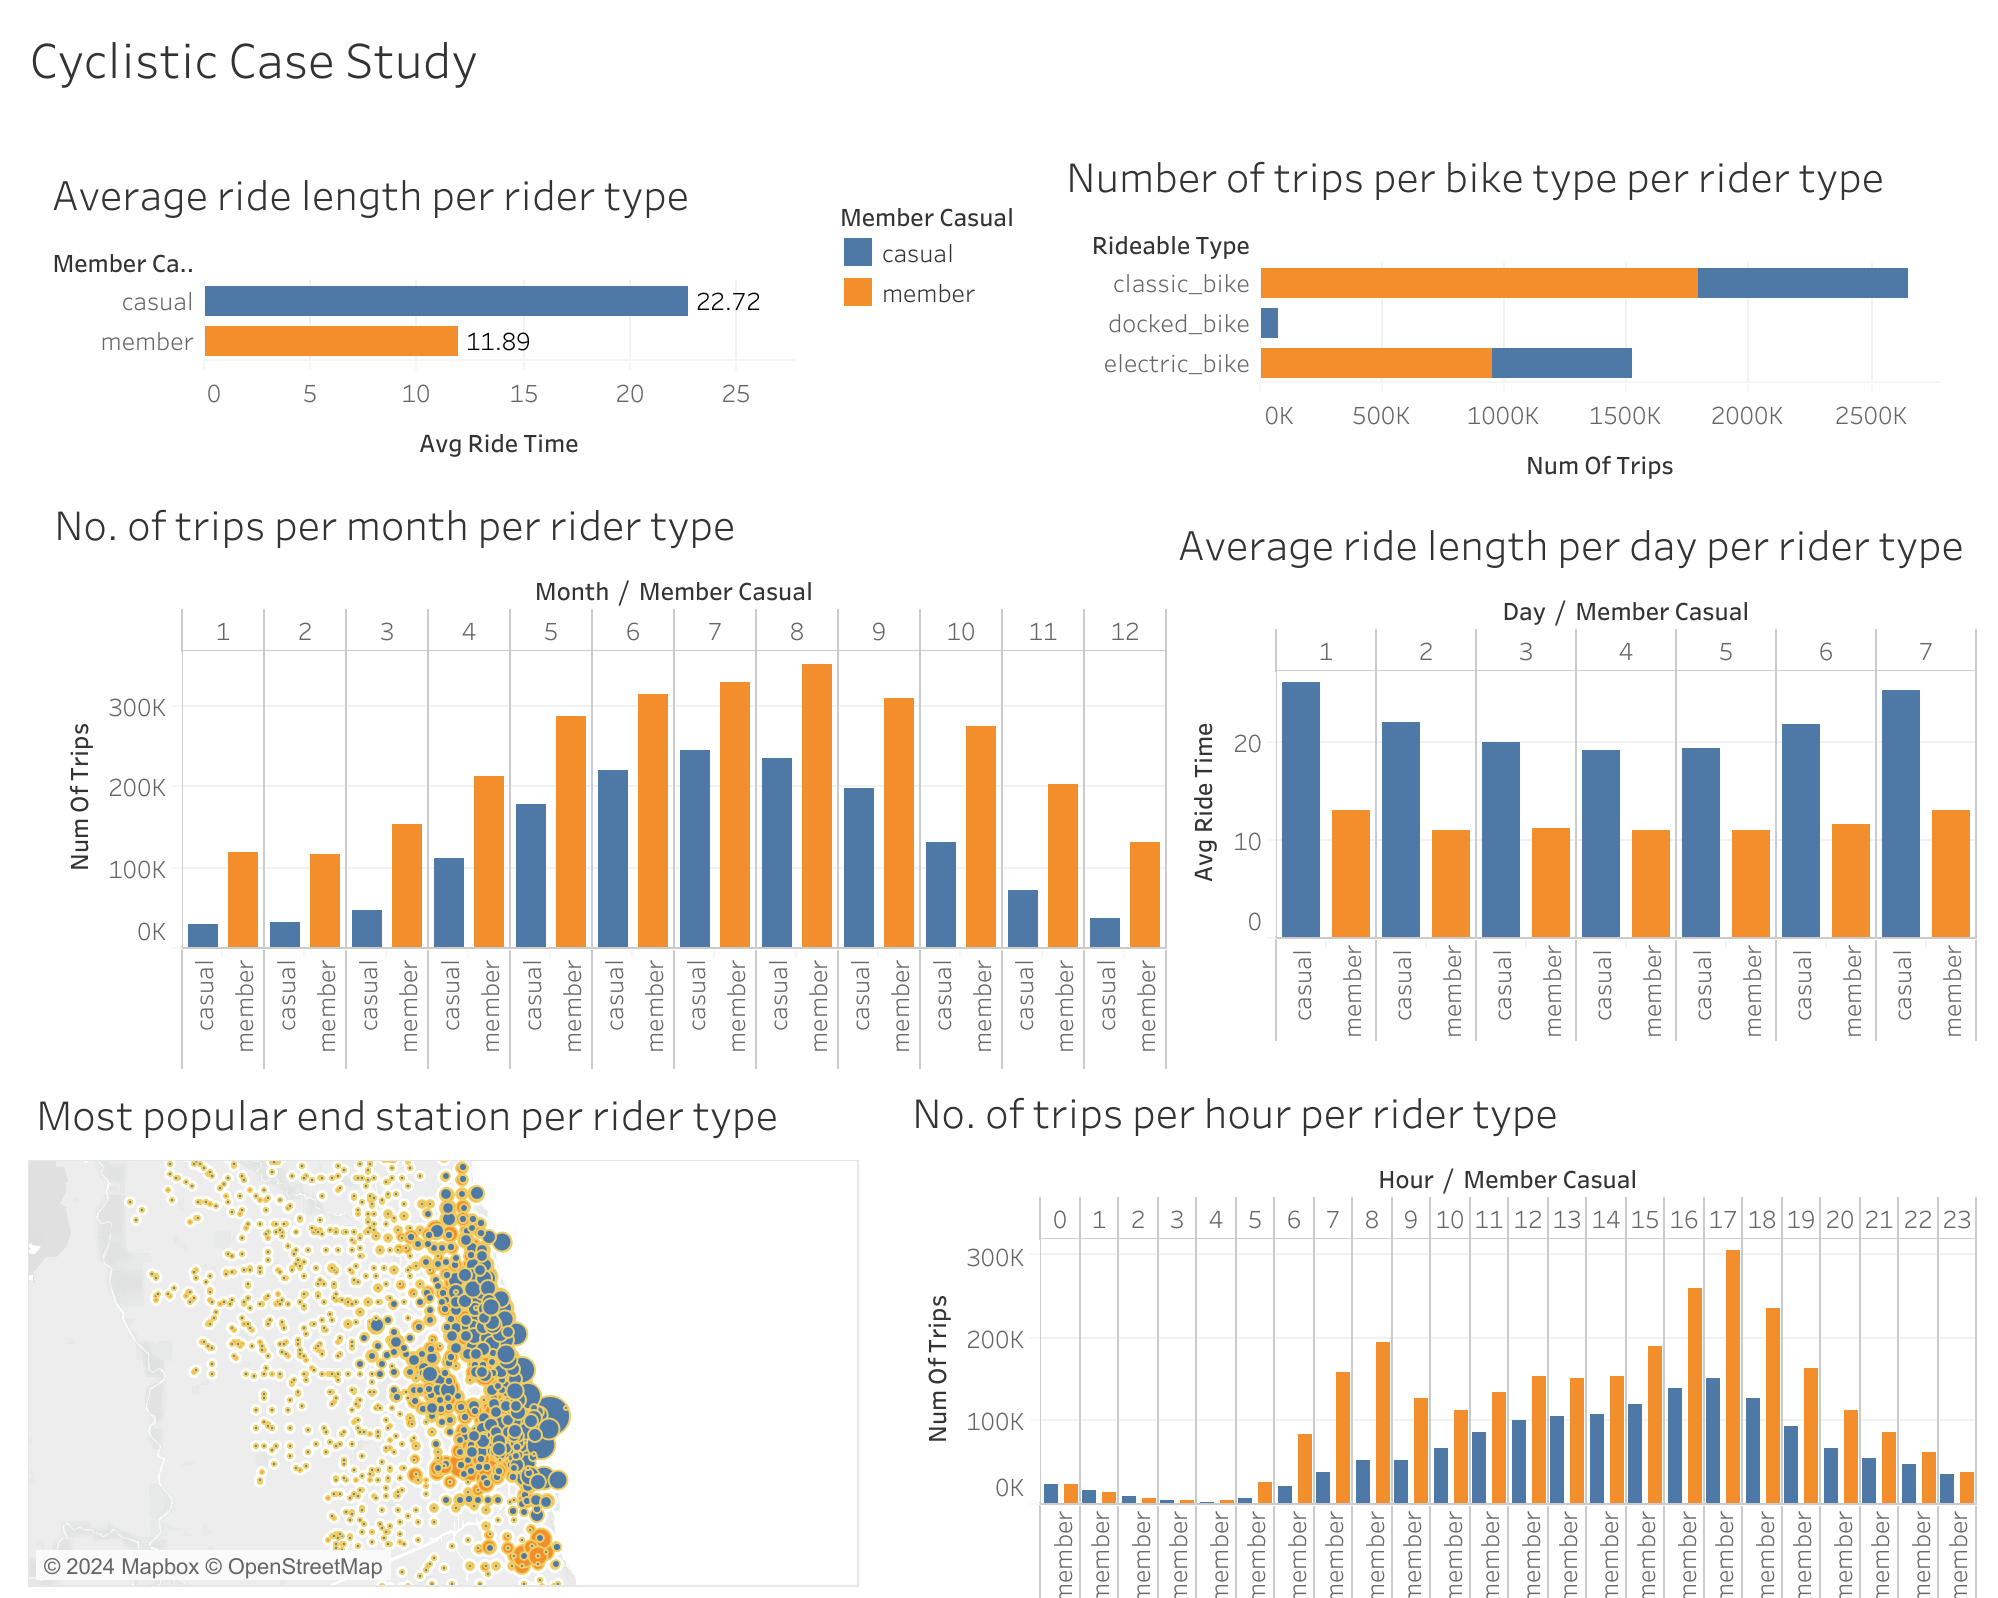 Cyclistic Case Study
Average ride length per rider type
Member Ca..
casual 22.72
member 11.89
0 5 10 15 20 25
Avg Ride Time
Member Casual
casual
member
Number of trips per bike type per rider type
Rideable Type
classic_bike
docked_bike
electric_bike
0K 500K 1000K 1500K 2000K 2500K
Num Of Trips
No. of trips per month per rider type
Month / Member Casual
1 2 3 4 5 6 7 8 9 10 11 12
Num Of Trips
300K
200K
100K
0K
casual member casual member casual member casual member casual member casual member casual member casual member casual member casual member casual member casual member
Average ride length per day per rider type
Day / Member Casual
1 2 3 4 5 6 7
Avg Ride Time
20
10
0
casual member casual member casual member casual member casual member casual member casual member
Most popular end station per rider type
© 2024 Mapbox © OpenStreetMap
No. of trips per hour per rider type
Hour / Member Casual
0 1 2 3 4 5 6 7 8 9 10 11 12 13 14 15 16 17 18 19 20 21 22 23
Num Of Trips
300K
200K
100K
0K
member member member member member member member member member member member member member member member member member member member member member member member member